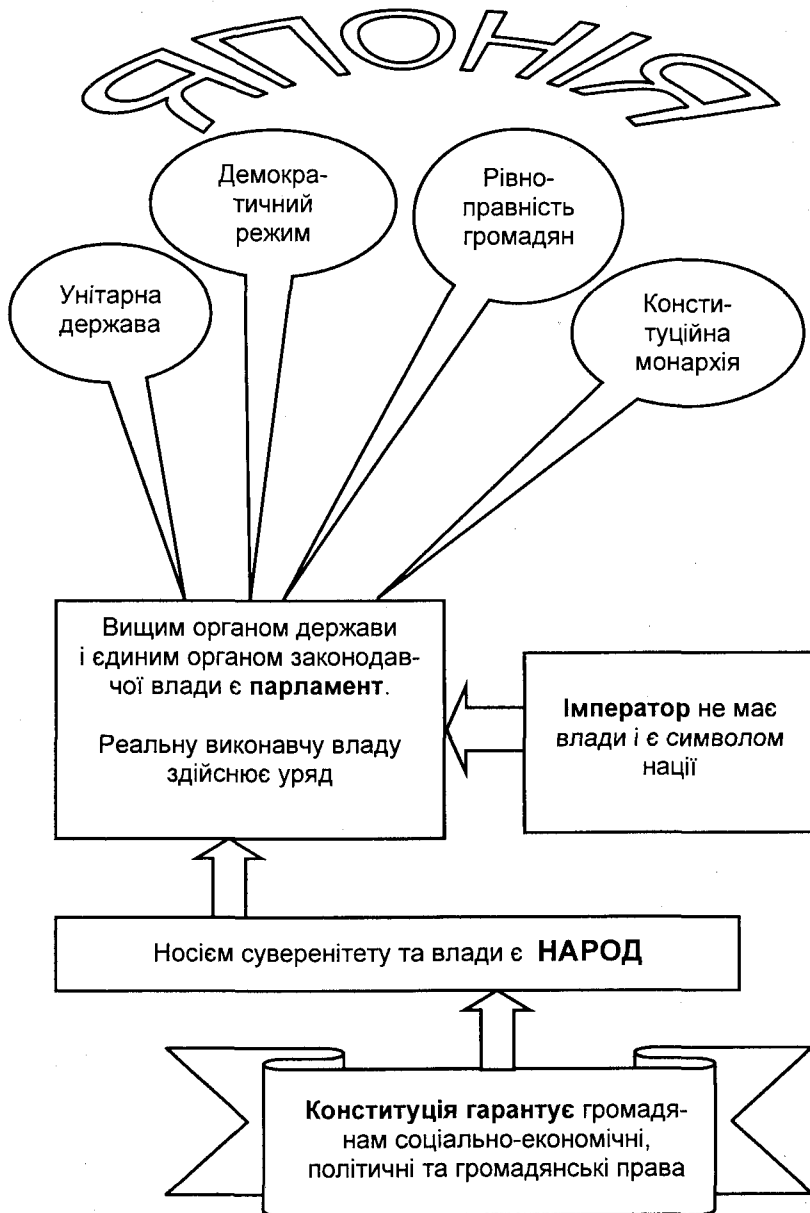 ЯПОНІЯ
Унітарна
держава
Демокра-
тичний
режим
Рівно-
правність
громадян
Консти-
туційна
монархія
Вищим органом держави
і єдиним органом законодав-
чої влади є парламент.
Реальну виконавчу владу
здійснює уряд
Імператор не має
влади і є символом
нації
Носієм суверенітету та влади є НАРОД
Конституція гарантує громадя-
нам соціально-економічні,
політичні та громадянські права